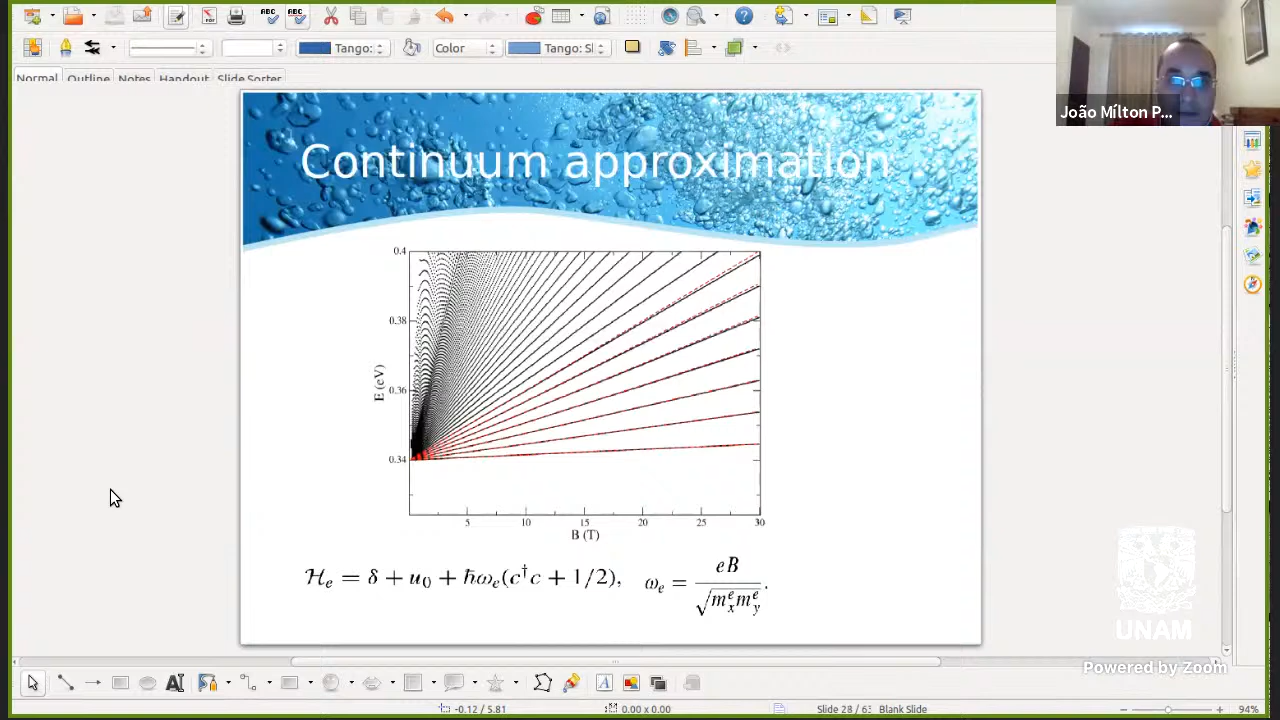 Tango:
Color
Tango: Sl
João Mílton P...
Normal
Outline
Notes
Handout
Slide Sorter
Continuum approximation
0.4
0.38
0.36
0.34
E (eV)
5
10
15
20
25
30
B (T)
ℋₑ = δ + u₀ + ℏωₑ(c†c + 1/2), ωₑ = eB / √(mₓᵉmᵧᵉ).
UNAM
Powered by Zoom
-0.12 / 5.81
0.00 x 0.00
Slide 28 / 63
Blank Slide
94%